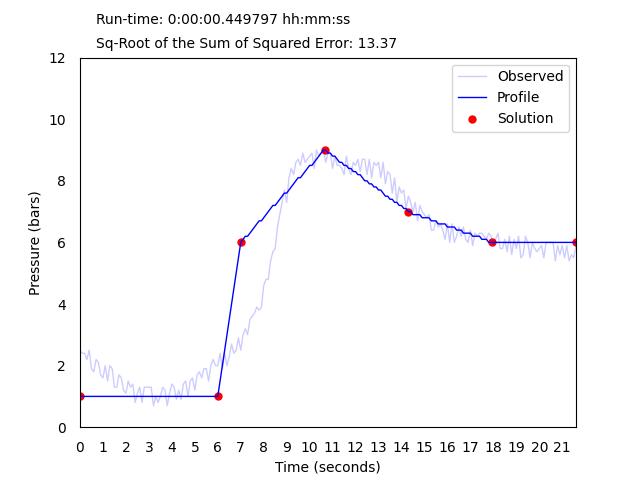 Run-time: 0:00:00.449797 hh:mm:ss
Sq-Root of the Sum of Squared Error: 13.37
Observed
Profile
Solution
12
10
8
6
4
2
0
Pressure (bars)
0 1 2 3 4 5 6 7 8 9 10 11 12 13 14 15 16 17 18 19 20 21
Time (seconds)